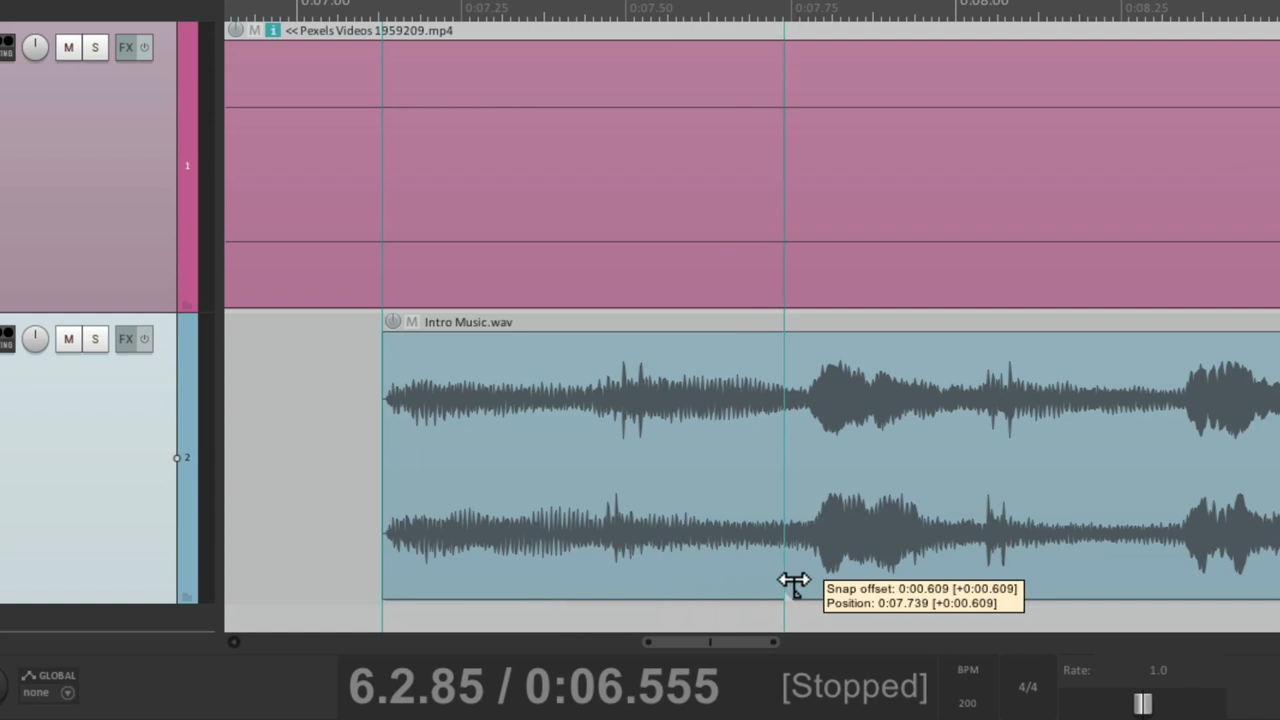 0:07.00 0:07.25 0:07.50 0:07.75 0:08.00 0:08.25
M i << Pexels Videos 1959209.mp4
M S FX
1
M Intro Music.wav
M S FX
2
Snap offset: 0:00.609 [+0:00.609]
Position: 0:07.739 [+0:00.609]
GLOBAL
none
6.2.85 / 0:06.555 [Stopped]
BPM
200
4/4
Rate: 1.0